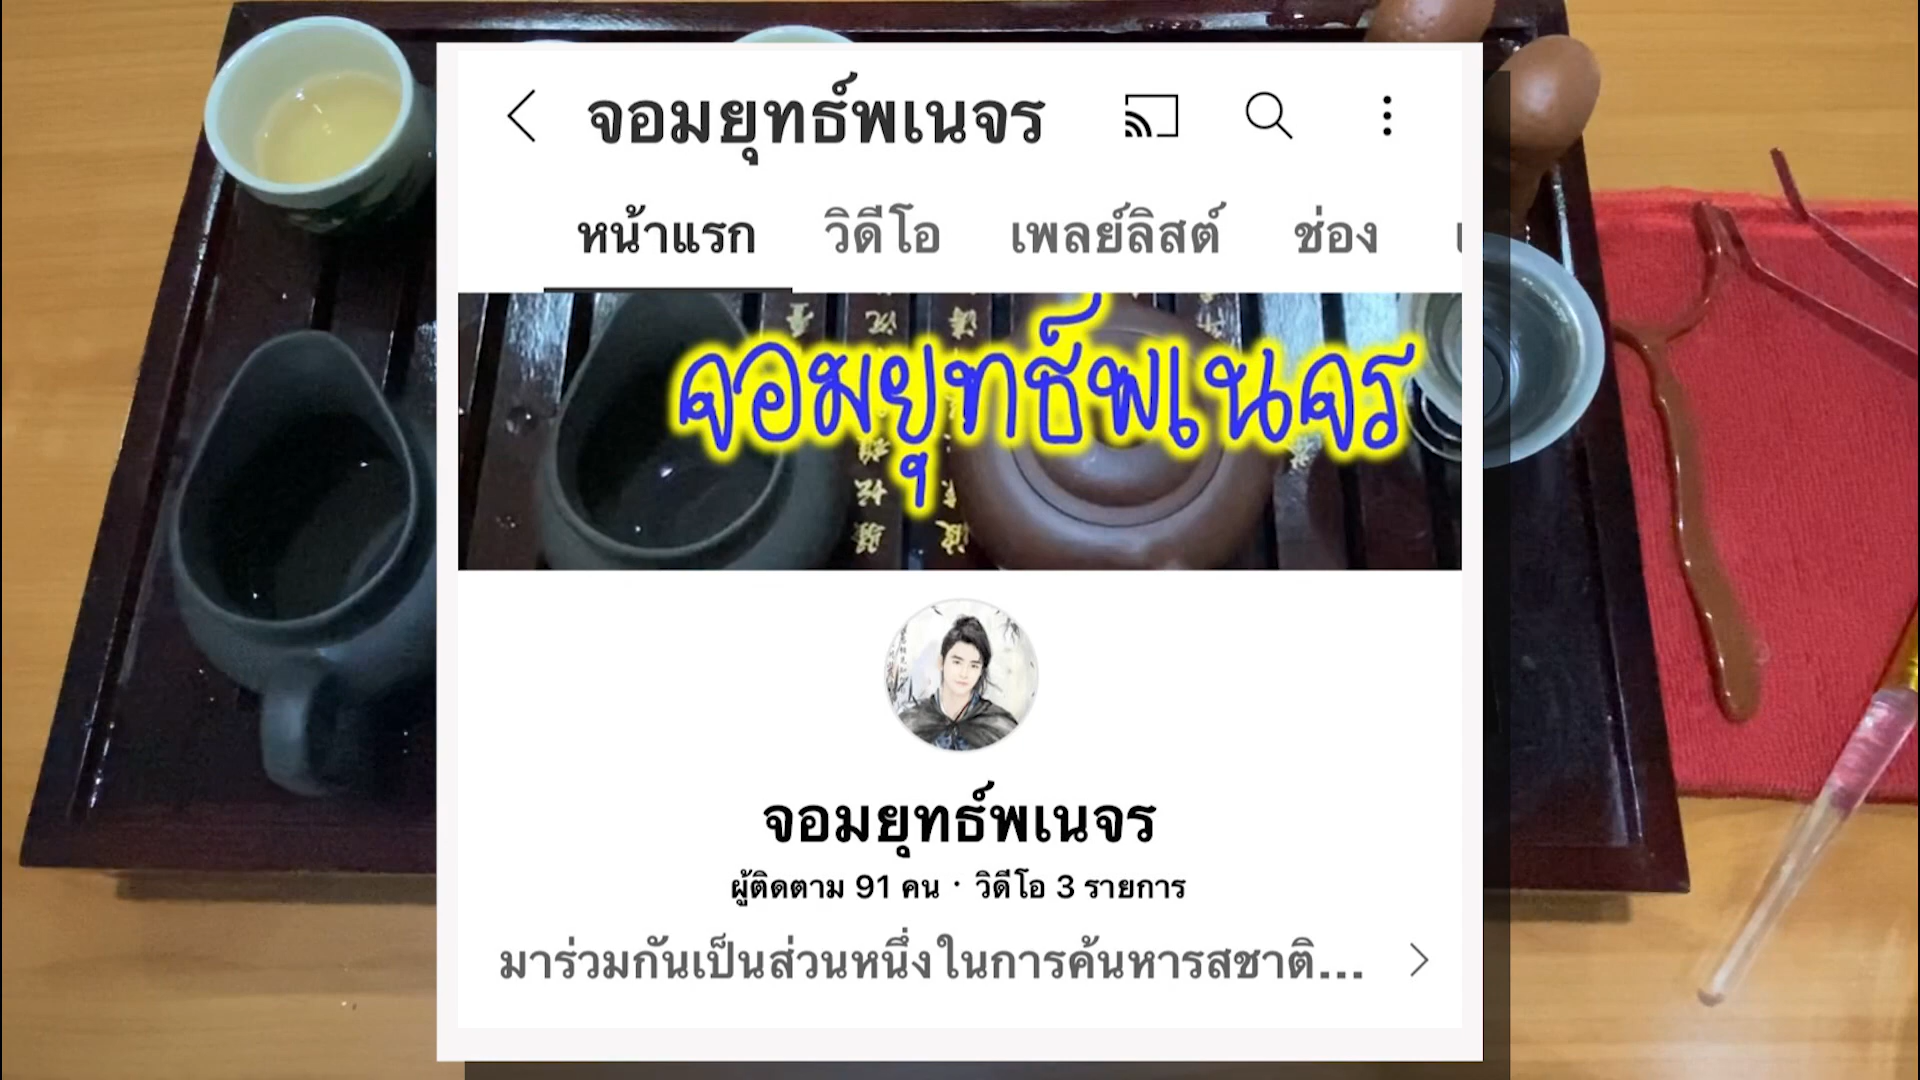 จอมยุทธ์พเนจร
หน้าแรก วิดีโอ เพลย์ลิสต์ ช่อง
จอมยุทธ์พเนจร
จอมยุทธ์พเนจร
ผู้ติดตาม 91 คน · วิดีโอ 3 รายการ
มาร่วมกันเป็นส่วนหนึ่งในการค้นหารสชาติ...